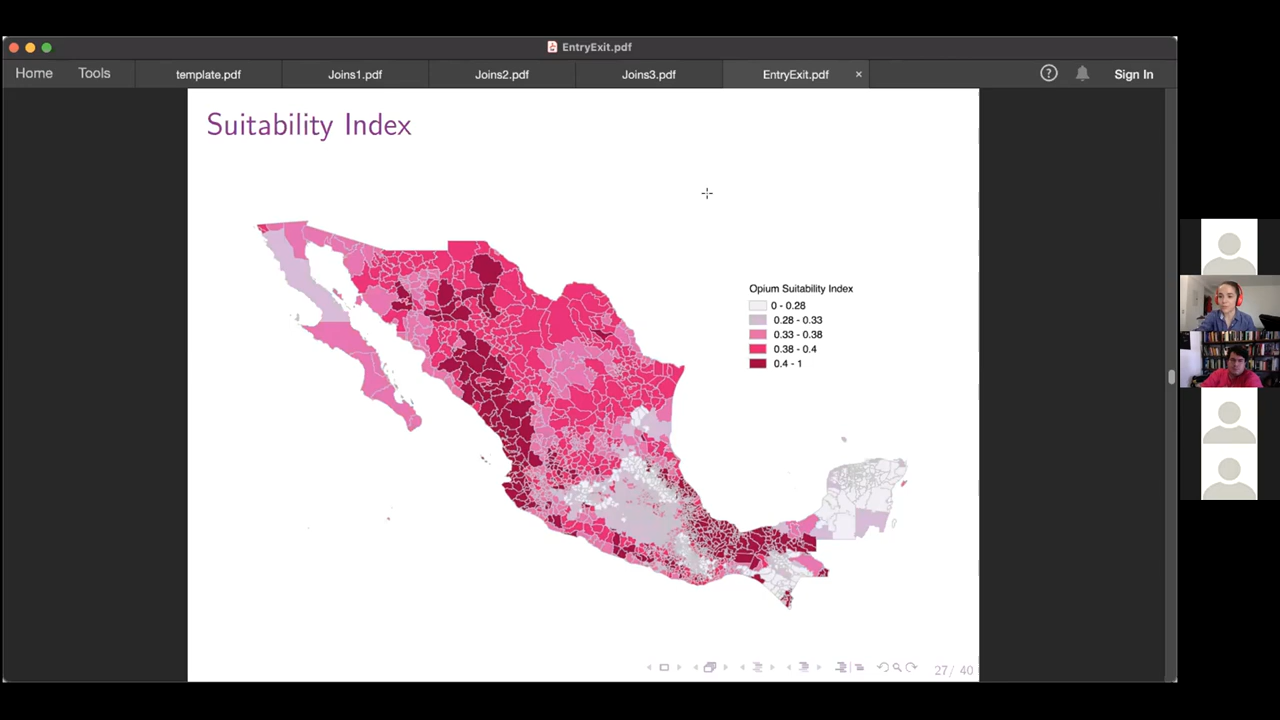 EntryExit.pdf
Home Tools template.pdf Joins1.pdf Joins2.pdf Joins3.pdf EntryExit.pdf × ? Sign In
Suitability Index
Opium Suitability Index
0 - 0.28
0.28 - 0.33
0.33 - 0.38
0.38 - 0.4
0.4 - 1
27/ 40